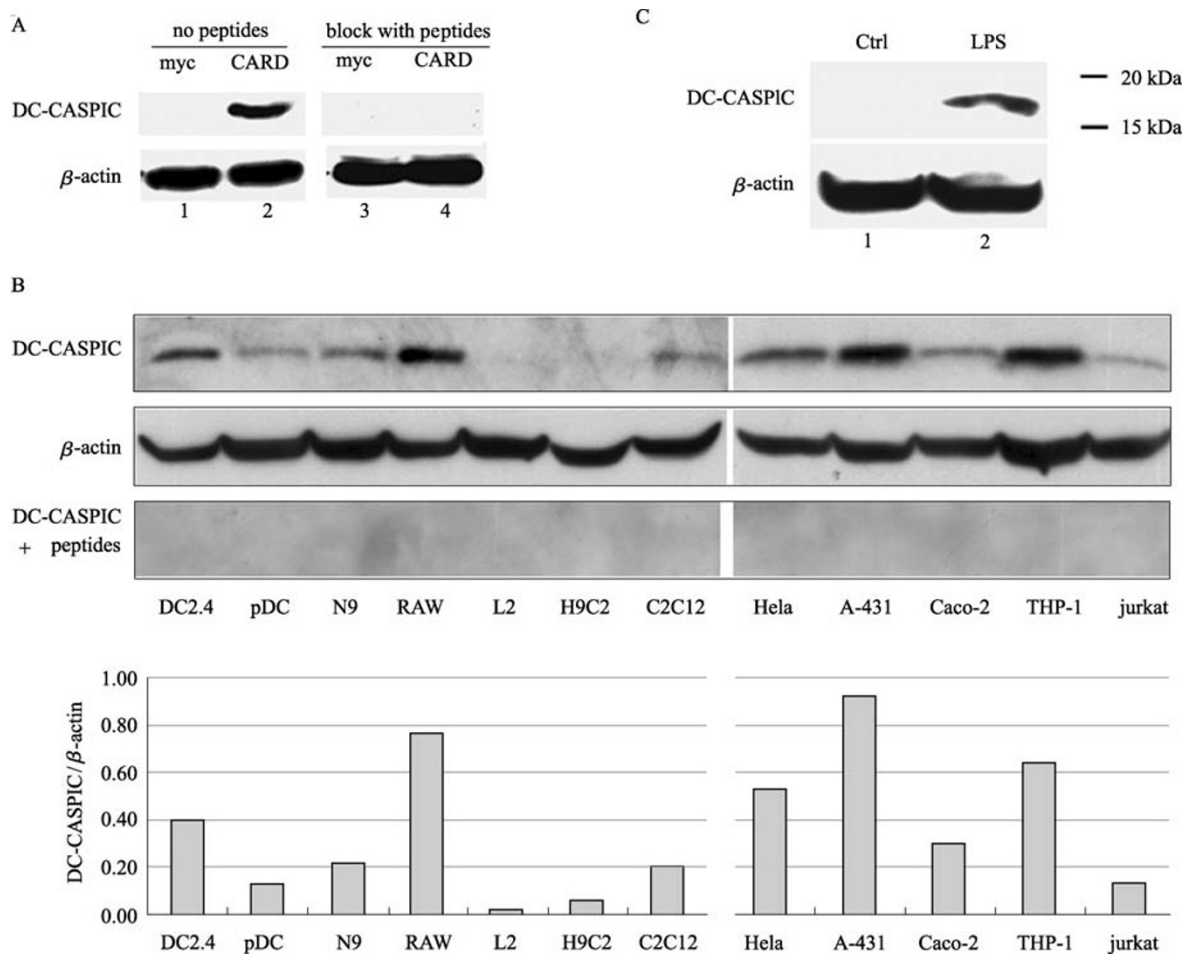 A
no peptides
block with peptides
myc CARD
myc CARD
DC-CASPIC
β-actin
1 2 3 4
C
Ctrl LPS
DC-CASPIC
20 kDa
15 kDa
β-actin
1 2
B
DC-CASPIC
β-actin
DC-CASPIC
+ peptides
DC2.4 pDC N9 RAW L2 H9C2 C2C12 Hela A-431 Caco-2 THP-1 jurkat
DC-CASPIC/β-actin
1.00
0.80
0.60
0.40
0.20
0.00
DC2.4 pDC N9 RAW L2 H9C2 C2C12 Hela A-431 Caco-2 THP-1 jurkat